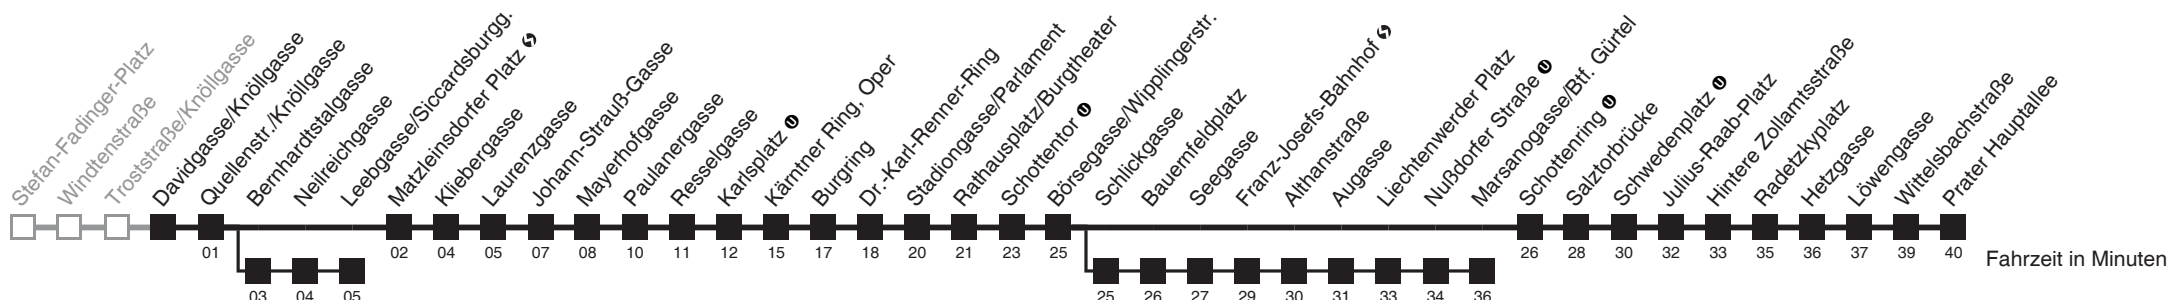 Stefan-Fadinger-Platz
Windtenstraße
Troststraße/Knöllgasse
Davidgasse/Knöllgasse
Quellenstr./Knöllgasse
Bernhardtstalgasse
Neilreichgasse
Leebgasse/Siccardsburgg.
Matzleinsdorfer Platz
Kliebergasse
Laurenzgasse
Johann-Strauß-Gasse
Mayerhofgasse
Paulanergasse
Resselgasse
Karlsplatz U
Kärntner Ring, Oper
Burgring
Dr.-Karl-Renner-Ring
Stadiongasse/Parlament
Rathausplatz/Burgtheater
Schottentor U
Börsegasse/Wipplingerstr.
Schlickgasse
Bauernfeldplatz
Seegasse
Franz-Josefs-Bahnhof
Althanstraße
Augasse
Liechtenwerder Platz
Nußdorfer Straße U
Marsanogasse/Btf. Gürtel
Schottenring U
Salztorbrücke
Schwedenplatz U
Julius-Raab-Platz
Hintere Zollamtsstraße
Radetzkyplatz
Hetzgasse
Löwengasse
Wittelsbachstraße
Prater Hauptallee
01 02 04 05 07 08 10 11 12 15 17 18 20 21 23 25 26 28 30 32 33 35 36 37 39 40
Fahrzeit in Minuten
03 04 05 25 26 27 29 30 31 33 34 36